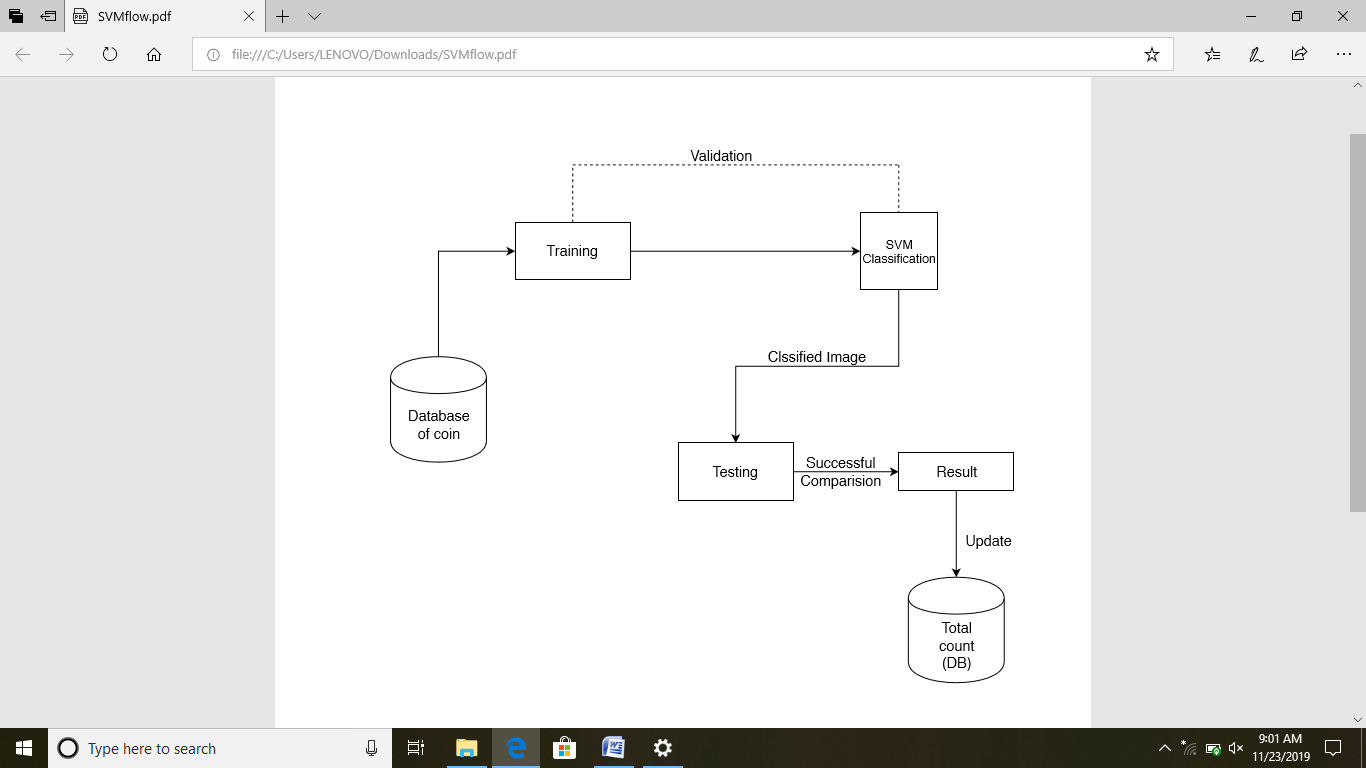 SVMflow.pdf
file:///C:/Users/LENOVO/Downloads/SVMflow.pdf
Validation
Training
SVM
Classification
Clssified Image
Database
of coin
Testing
Successful
Comparision
Result
Update
Total
count
(DB)
Type here to search
9:01 AM
11/23/2019